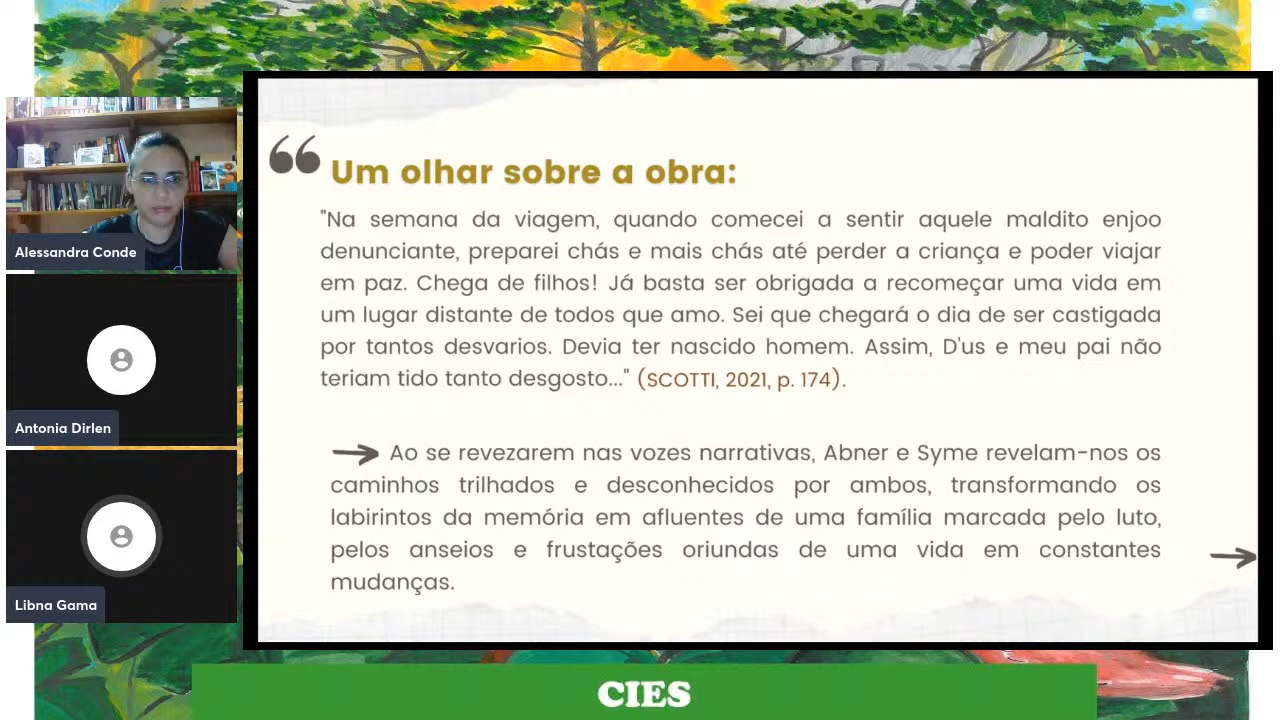 Alessandra Conde
Antonia Dirlen
Libna Gama
Um olhar sobre a obra:
"Na semana da viagem, quando comecei a sentir aquele maldito enjoo
denunciante, preparei chás e mais chás até perder a criança e poder viajar
em paz. Chega de filhos! Já basta ser obrigada a recomeçar uma vida em
um lugar distante de todos que amo. Sei que chegará o dia de ser castigada
por tantos desvarios. Devia ter nascido homem. Assim, D'us e meu pai não
teriam tido tanto desgosto..." (SCOTTI, 2021, p. 174).
Ao se revezarem nas vozes narrativas, Abner e Syme revelam-nos os
caminhos trilhados e desconhecidos por ambos, transformando os
labirintos da memória em afluentes de uma família marcada pelo luto,
pelos anseios e frustações oriundas de uma vida em constantes
mudanças.
CIES